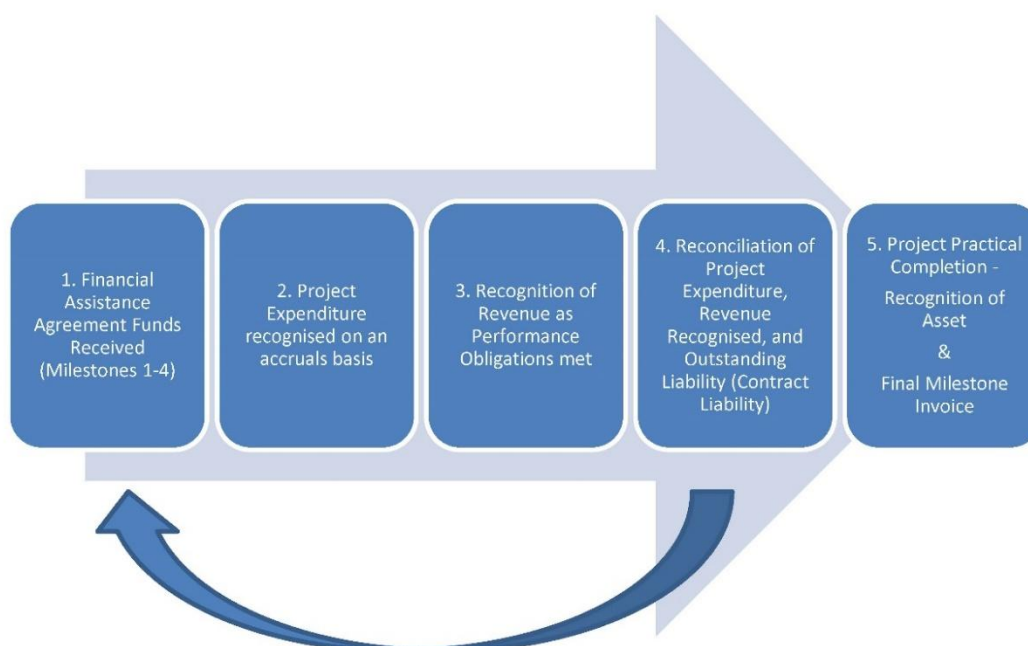 1. Financial
Assistance
Agreement Funds
Received
(Milestones 1-4)
2. Project
Expenditure
recognised on an
accruals basis
3. Recognition of
Revenue as
Performance
Obligations met
4. Reconciliation of
Project
Expenditure,
Revenue
Recognised, and
Outstanding
Liability (Contract
Liability)
5. Project Practical
Completion -
Recognition of
Asset
&
Final Milestone
Invoice